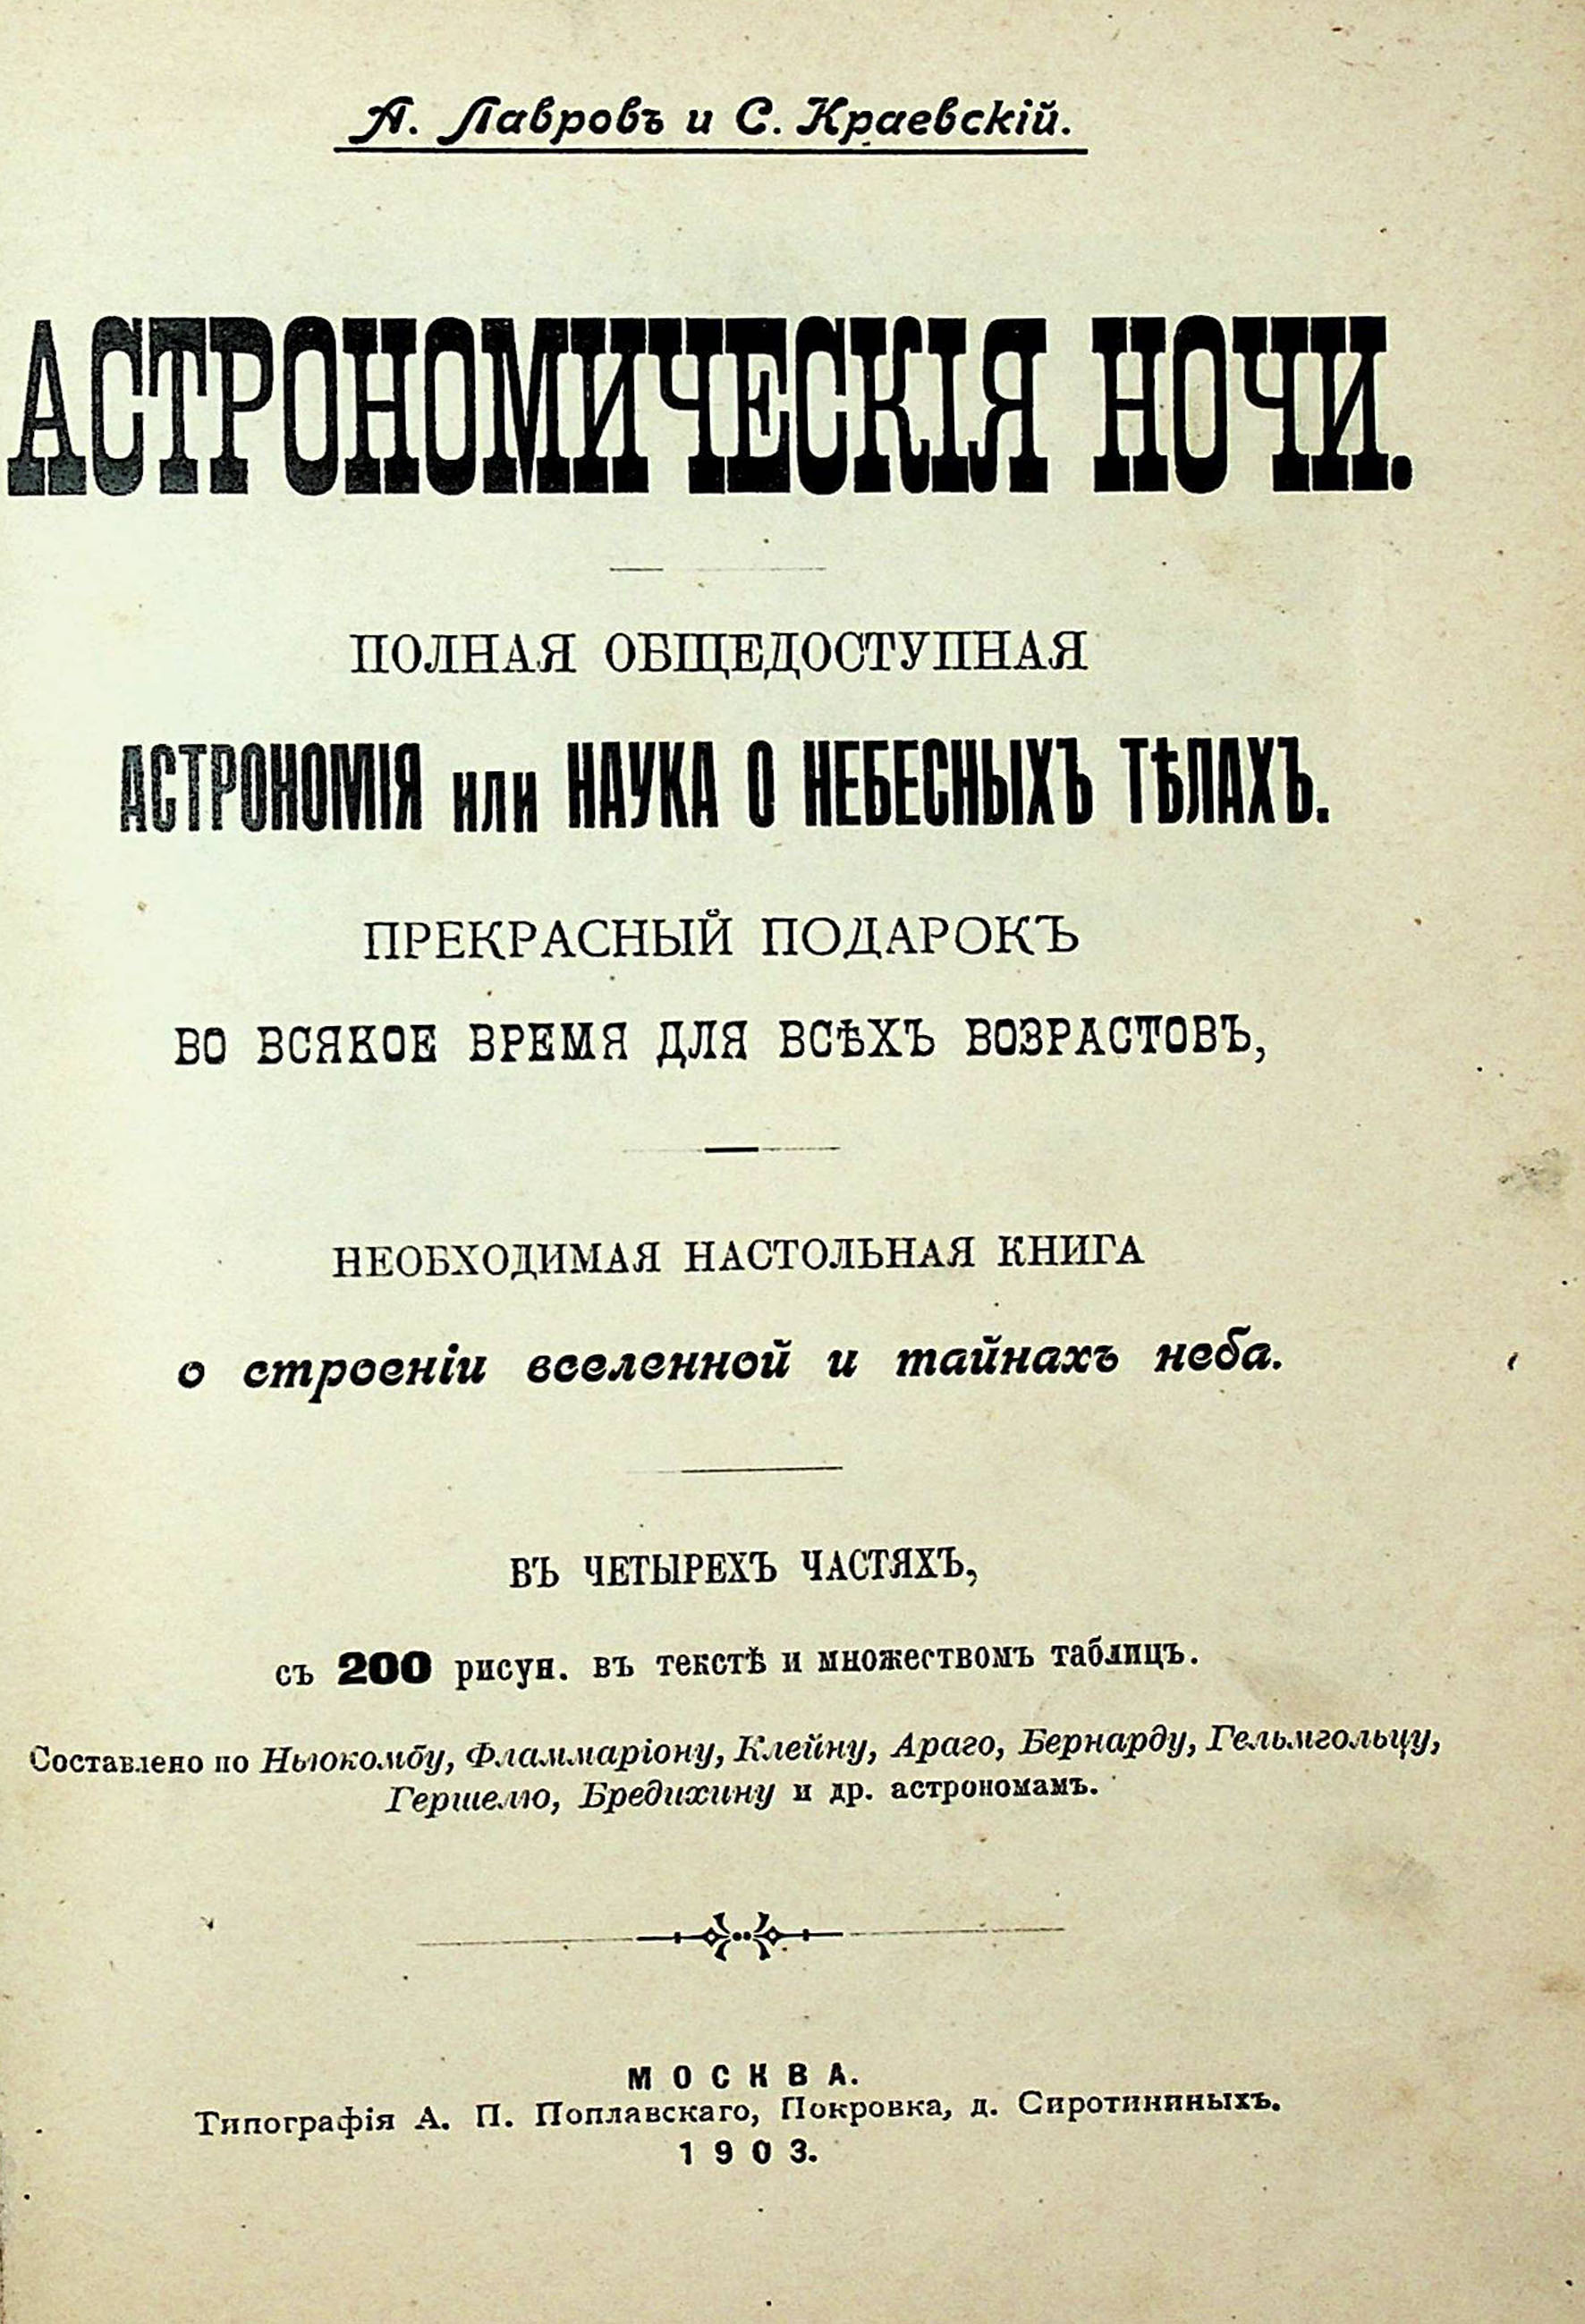 А. Лавровъ и С. Краевскій.
АСТРОНОМИЧЕСКІЯ НОЧИ.
ПОЛНАЯ ОБЩЕДОСТУПНАЯ
АСТРОНОМІЯ или НАУКА О НЕБЕСНЫХЪ ТѢЛАХЪ.
ПРЕКРАСНЫЙ ПОДАРОКЪ
ВО ВСЯКОЕ ВРЕМЯ ДЛЯ ВСѢХЪ ВОЗРАСТОВЪ,
НЕОБХОДИМАЯ НАСТОЛЬНАЯ КНИГА
о строеніи вселенной и тайнахъ неба.
ВЪ ЧЕТЫРЕХЪ ЧАСТЯХЪ,
съ 200 рисун. въ текстѣ и множествомъ таблицъ.
Составлено по Ньюкомбу, Фламмаріону, Клейну, Араго, Бернарду, Гельмгольцу,
Гершелю, Бредихину и др. астрономамъ.
МОСКВА.
Типографія А. П. Поплавскаго, Покровка, д. Сиротининыхъ.
1903.